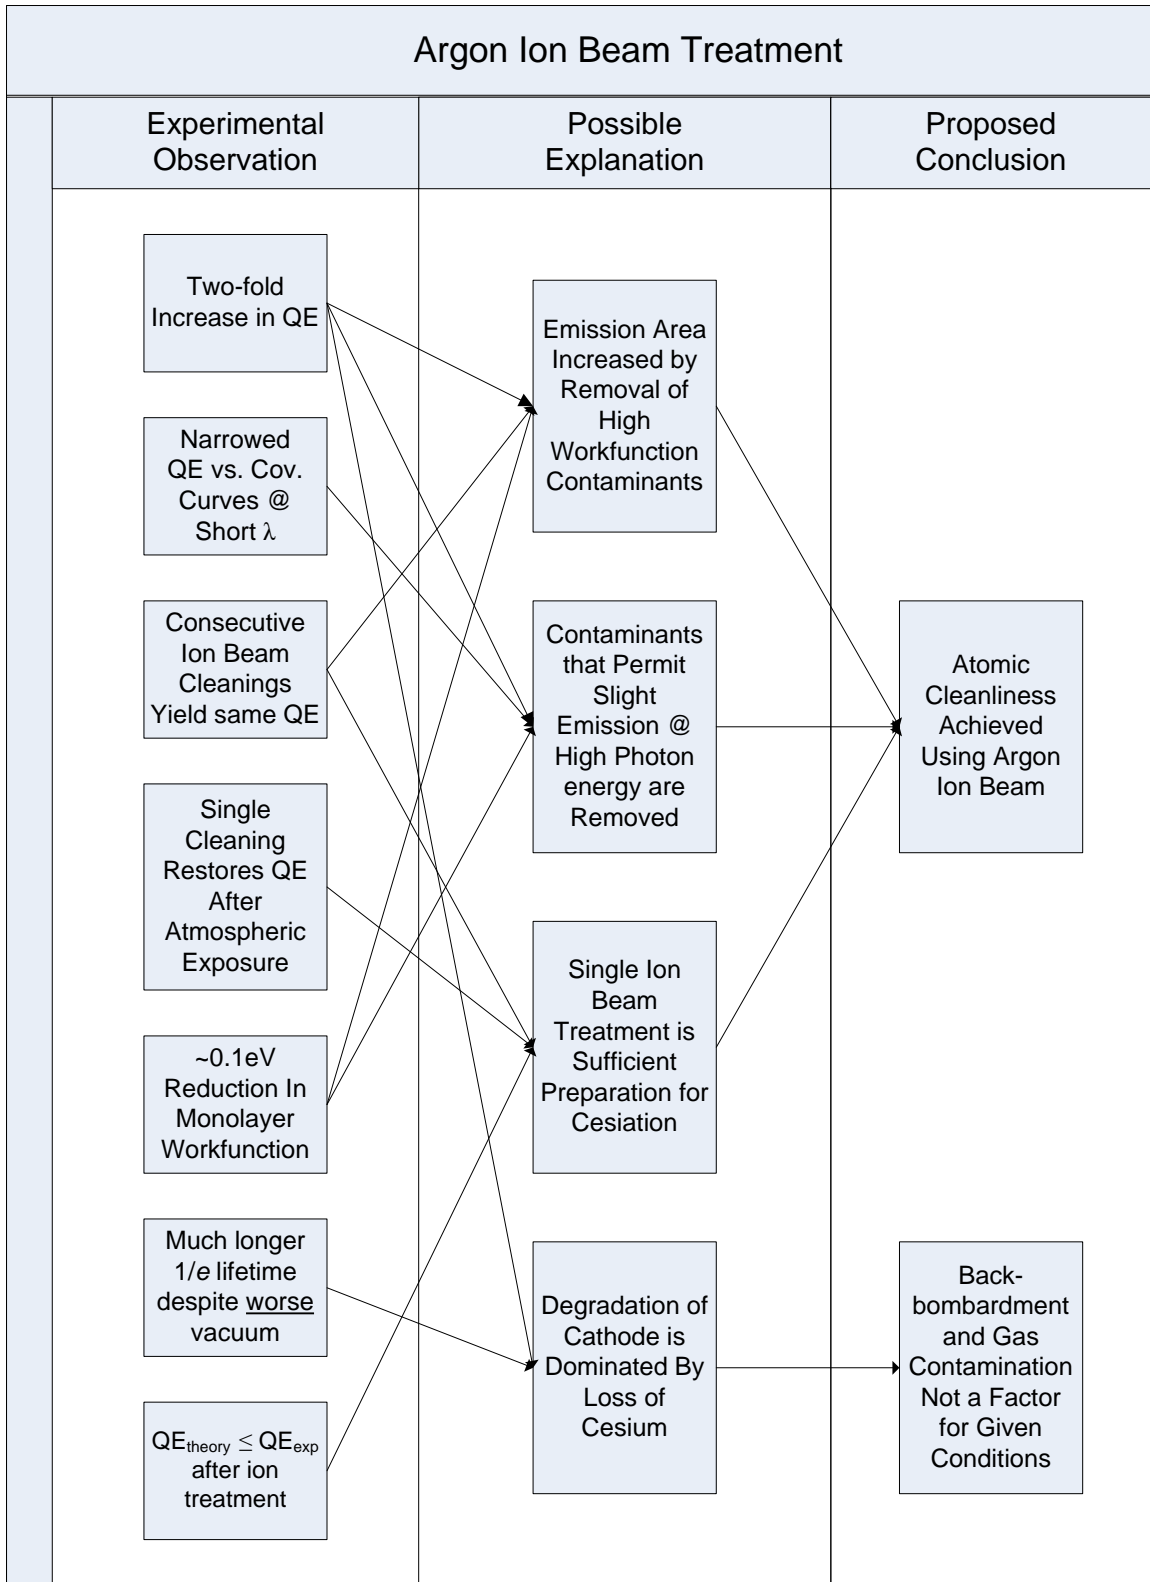 Argon Ion Beam Treatment
Experimental
Observation
Possible
Explanation
Proposed
Conclusion
Two-fold
Increase in QE
Narrowed
QE vs. Cov.
Curves @
Short λ
Consecutive
Ion Beam
Cleanings
Yield same QE
Single
Cleaning
Restores QE
After
Atmospheric
Exposure
~0.1eV
Reduction In
Monolayer
Workfunction
Much longer
1/e lifetime
despite worse
vacuum
QEtheory ≤ QEexp
after ion
treatment
Emission Area
Increased by
Removal of
High
Workfunction
Contaminants
Contaminants
that Permit
Slight
Emission @
High Photon
energy are
Removed
Single Ion
Beam
Treatment is
Sufficient
Preparation for
Cesiation
Degradation of
Cathode is
Dominated By
Loss of
Cesium
Atomic
Cleanliness
Achieved
Using Argon
Ion Beam
Back-
bombardment
and Gas
Contamination
Not a Factor
for Given
Conditions